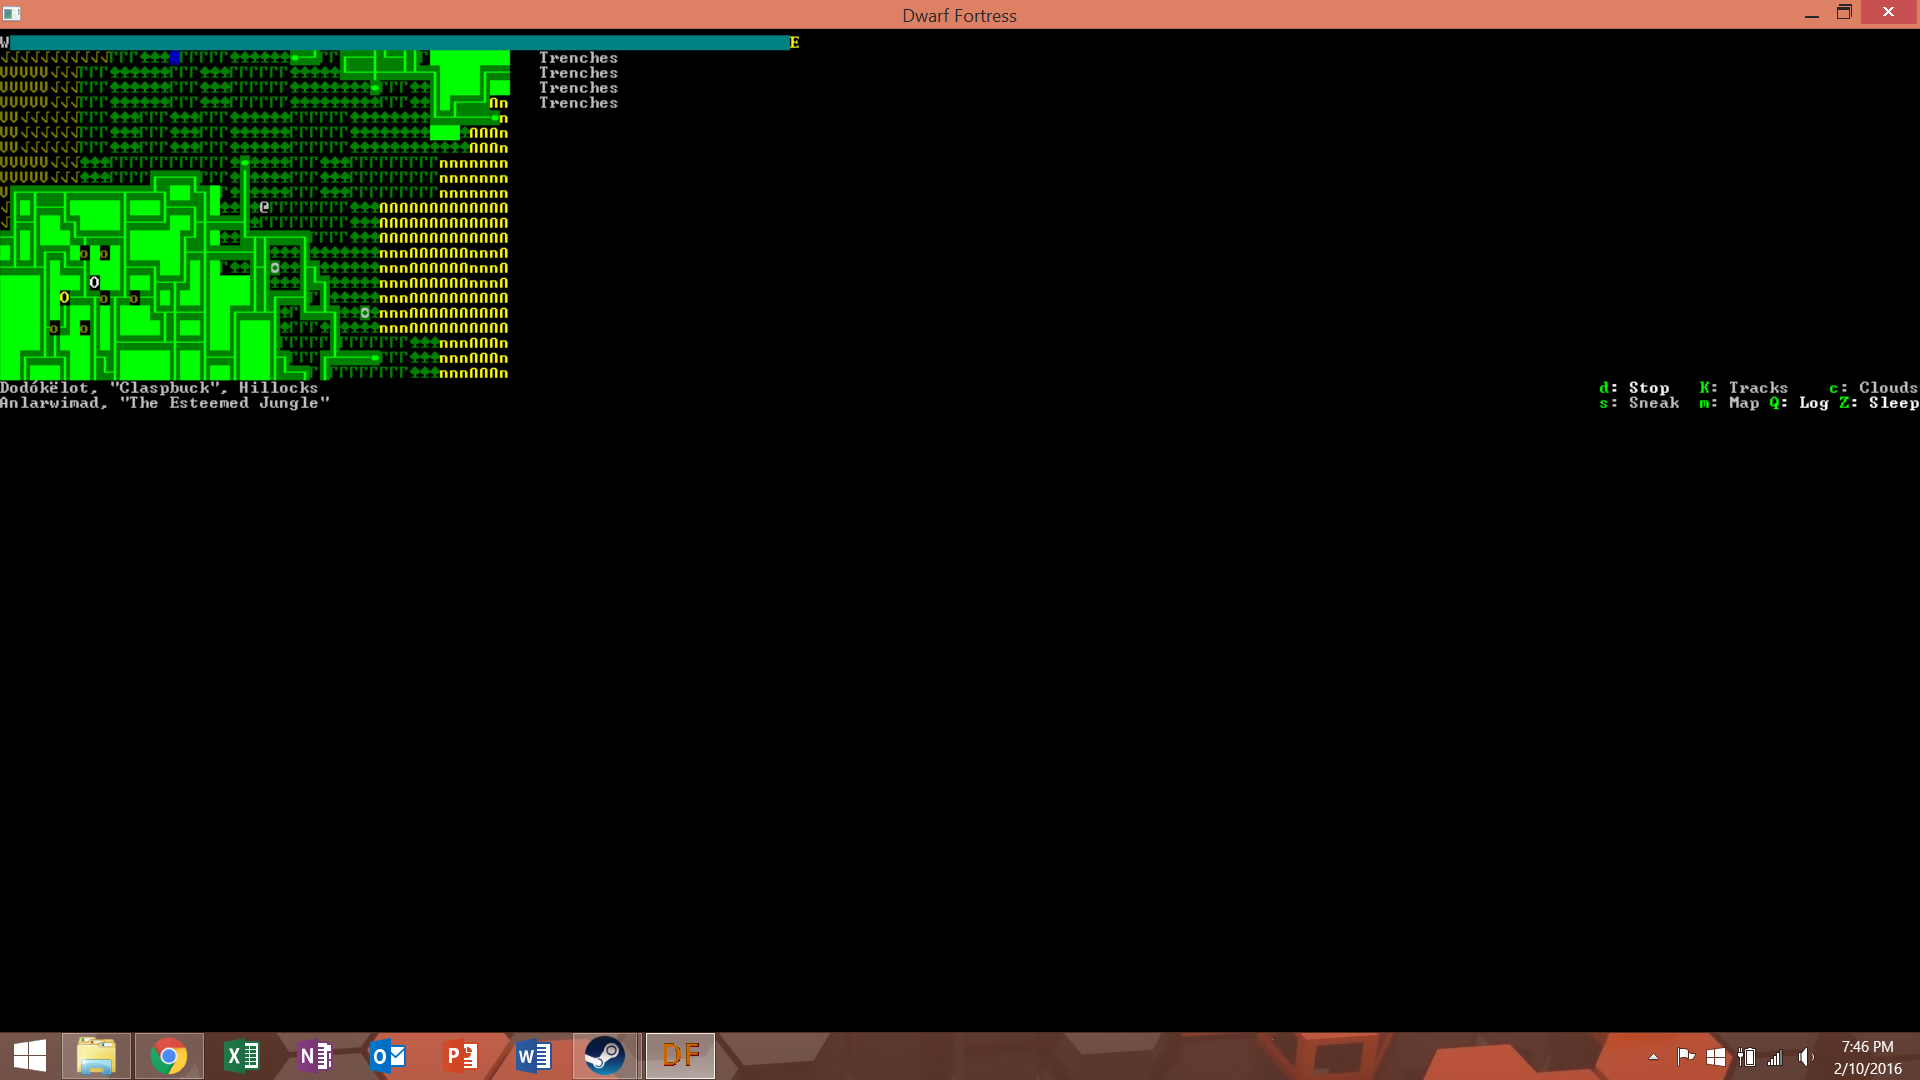 Dwarf Fortress
W E
Trenches
Trenches
Trenches
Trenches
Dodókëlot, "Claspbuck", Hillocks
Anlarwimad, "The Esteemed Jungle"
d: Stop K: Tracks c: Clouds
s: Sneak m: Map Q: Log Z: Sleep
DF
7:46 PM
2/10/2016